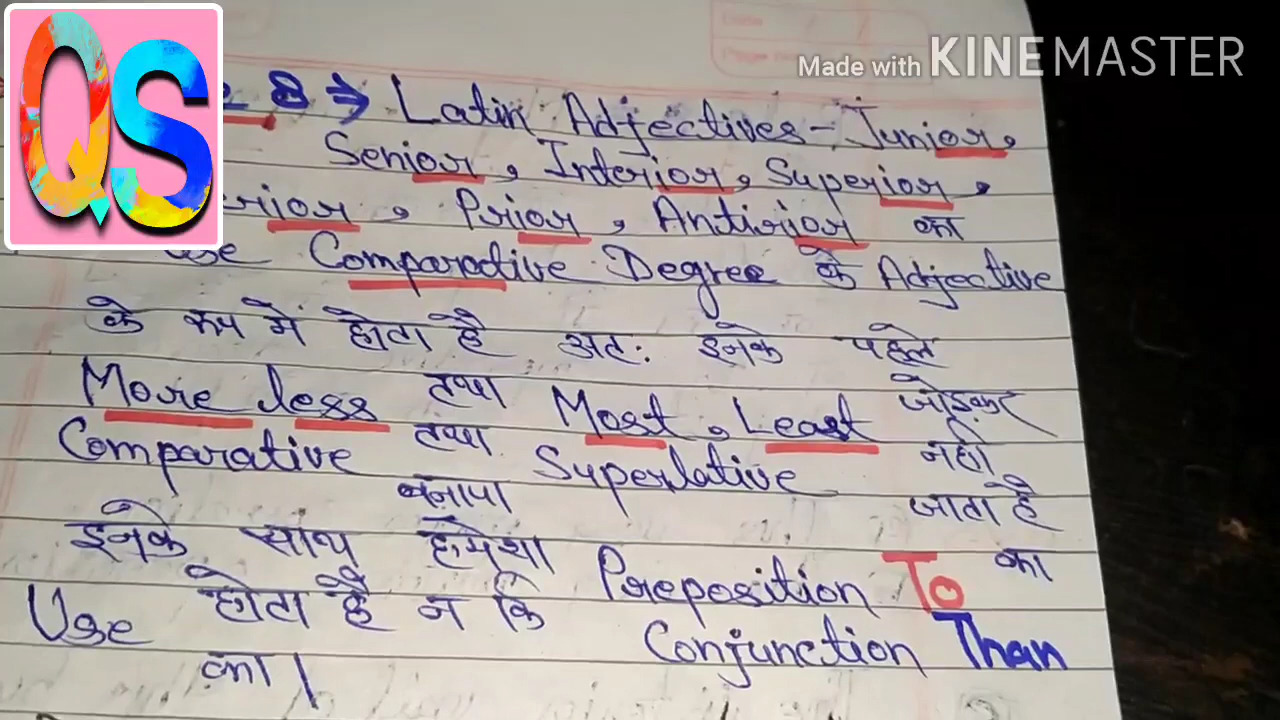 QS
Made with KINEMASTER
8 ⇒ Latin Adjectives - Junior,
Senior, Interior, Superior,
rior, Prior, Antirior का
Use Comparative Degree के Adjective
के रूप में होता है अतः इनके पहले
More less तथा Most, Least जोड़कर
Comparative तथा Superlative नहीं
बनाया जाता है
इनके साथ हमेशा Preposition To का
Use होता है न कि Conjunction Than
का।